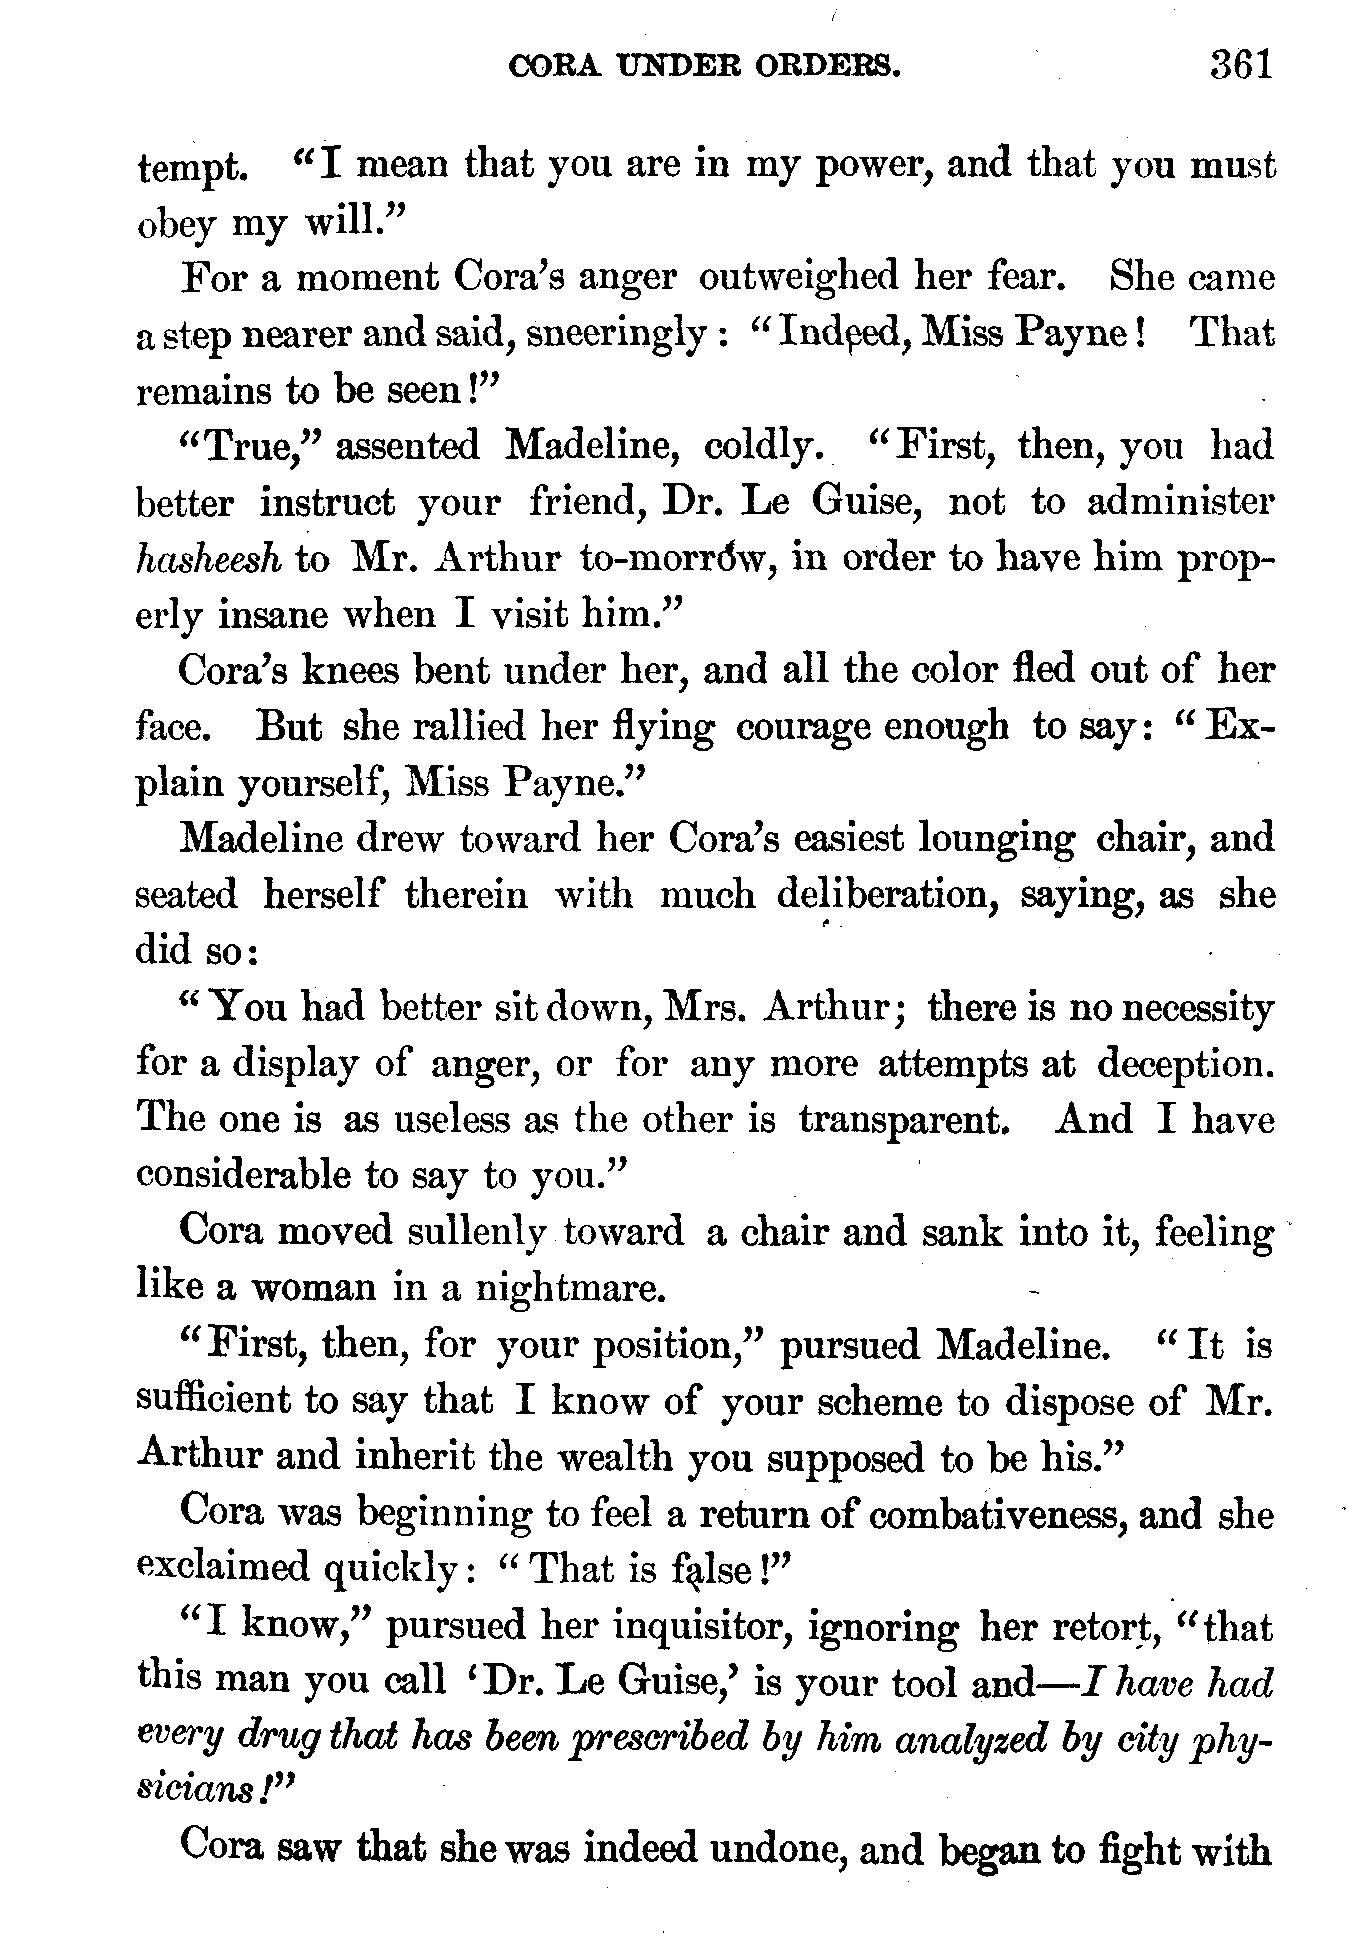 CORA UNDER ORDERS. 361
tempt. "I mean that you are in my power, and that you must
obey my will."
For a moment Cora's anger outweighed her fear. She came
a step nearer and said, sneeringly: "Indeed, Miss Payne! That
remains to be seen!"
"True," assented Madeline, coldly. "First, then, you had
better instruct your friend, Dr. Le Guise, not to administer
hasheesh to Mr. Arthur to-morrow, in order to have him prop-
erly insane when I visit him."
Cora's knees bent under her, and all the color fled out of her
face. But she rallied her flying courage enough to say: "Ex-
plain yourself, Miss Payne."
Madeline drew toward her Cora's easiest lounging chair, and
seated herself therein with much deliberation, saying, as she
did so:
"You had better sit down, Mrs. Arthur; there is no necessity
for a display of anger, or for any more attempts at deception.
The one is as useless as the other is transparent. And I have
considerable to say to you."
Cora moved sullenly toward a chair and sank into it, feeling
like a woman in a nightmare.
"First, then, for your position," pursued Madeline. "It is
sufficient to say that I know of your scheme to dispose of Mr.
Arthur and inherit the wealth you supposed to be his."
Cora was beginning to feel a return of combativeness, and she
exclaimed quickly: "That is false!"
"I know," pursued her inquisitor, ignoring her retort, "that
this man you call 'Dr. Le Guise,' is your tool and—I have had
every drug that has been prescribed by him analyzed by city phy-
sicians!"
Cora saw that she was indeed undone, and began to fight with